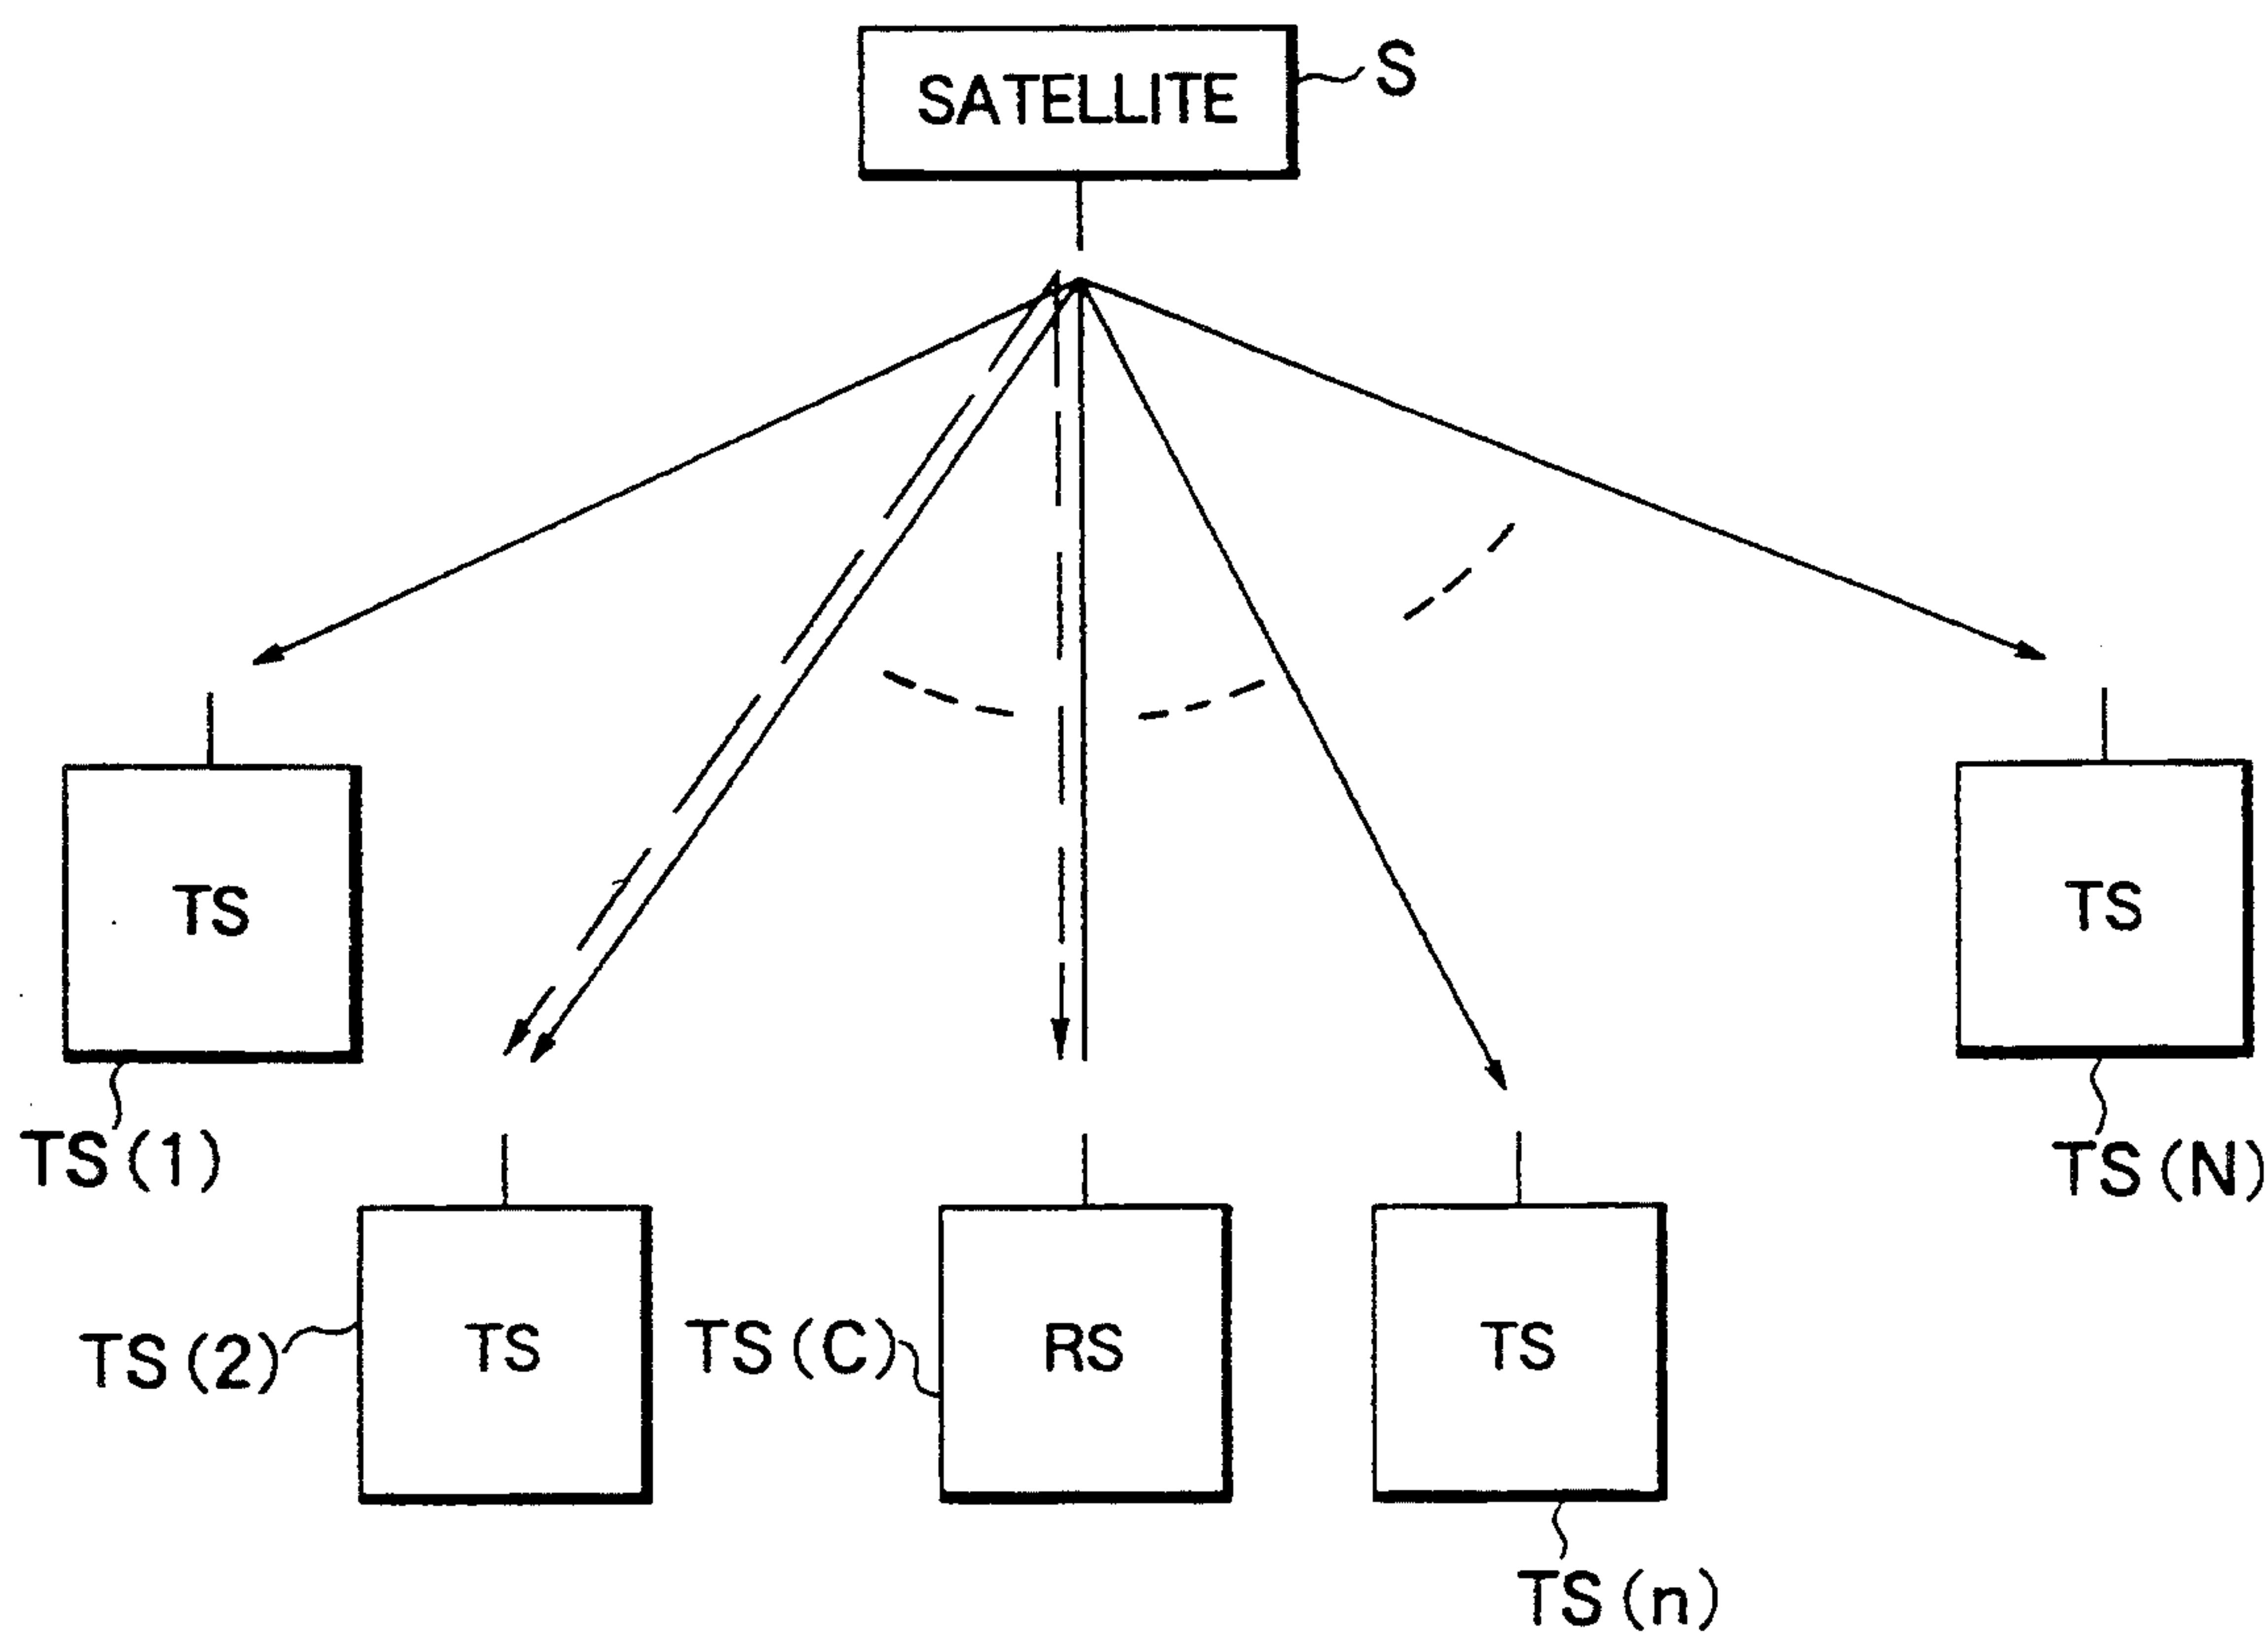 SATELLITE
S
TS
TS
TS(1)
TS(N)
TS(2)
TS
TS(C)
RS
TS
TS(n)